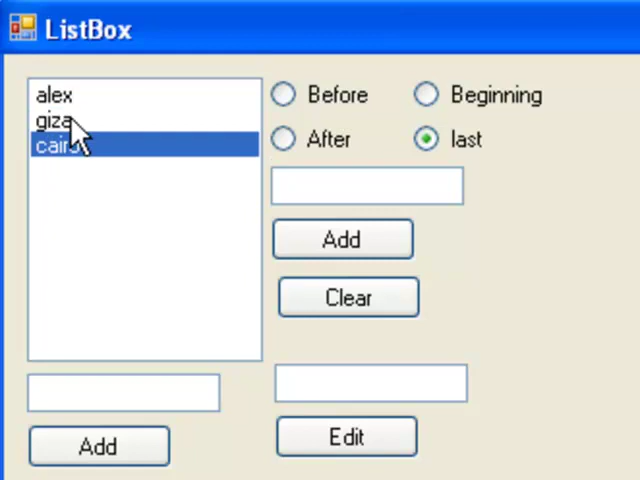 ListBox
alex
giza
cairo
Before
Beginning
After
last
Add
Clear
Add
Edit